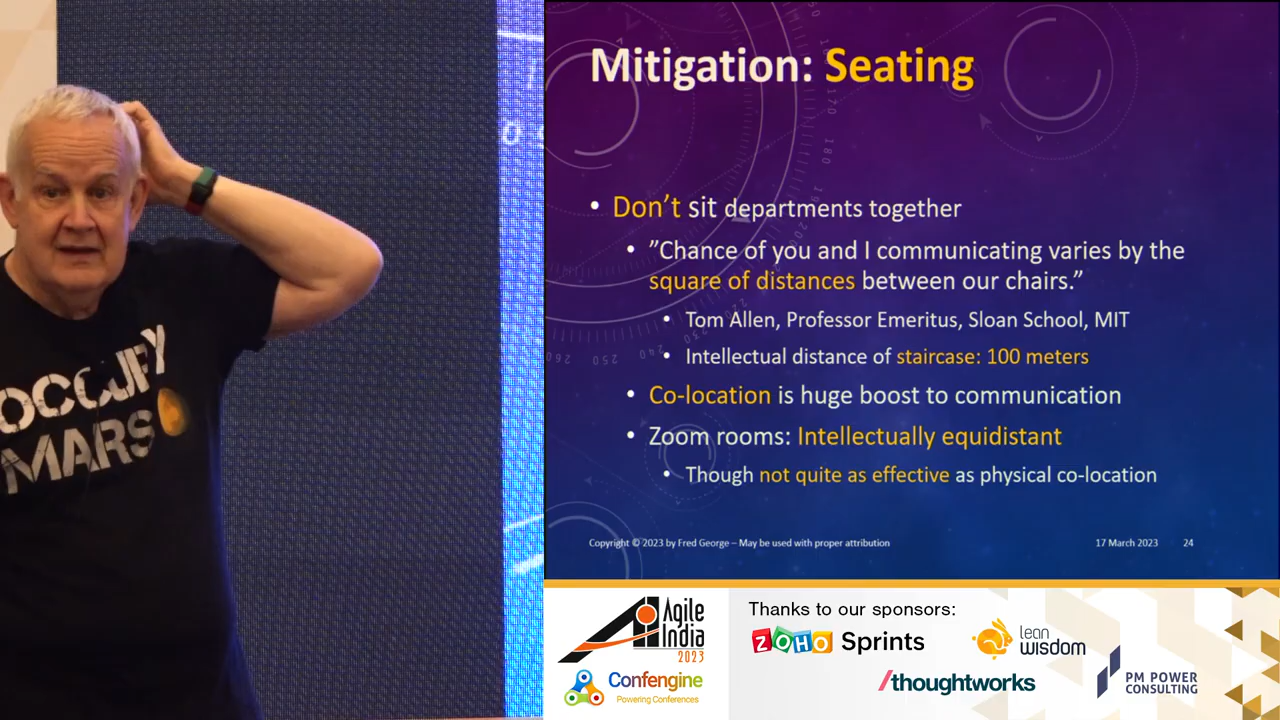 OCCUPY
MARS
Mitigation: Seating
• Don't sit departments together
• ”Chance of you and I communicating varies by the
square of distances between our chairs.”
• Tom Allen, Professor Emeritus, Sloan School, MIT
• Intellectual distance of staircase: 100 meters
• Co-location is huge boost to communication
• Zoom rooms: Intellectually equidistant
• Though not quite as effective as physical co-location
Copyright © 2023 by Fred George – May be used with proper attribution
17 March 2023
24
Agile
India
2023
Confengine
Powering Conferences
Thanks to our sponsors:
ZOHO Sprints
lean
wisdom
/thoughtworks
PM POWER
CONSULTING